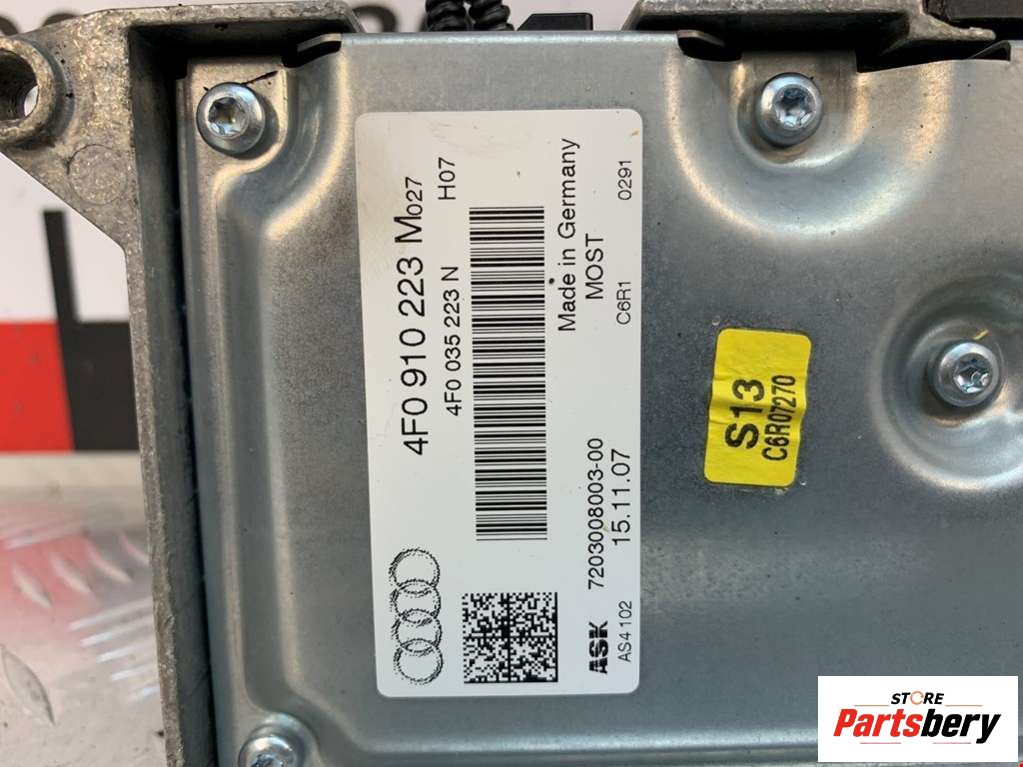 4F0 910 223 M027
4F0 035 223 N H07
Made in Germany
MOST
7203008003-00
15.11.07
C6R1 0291
ASK
AS4102
S13
C6R07270
STORE
Partsbery